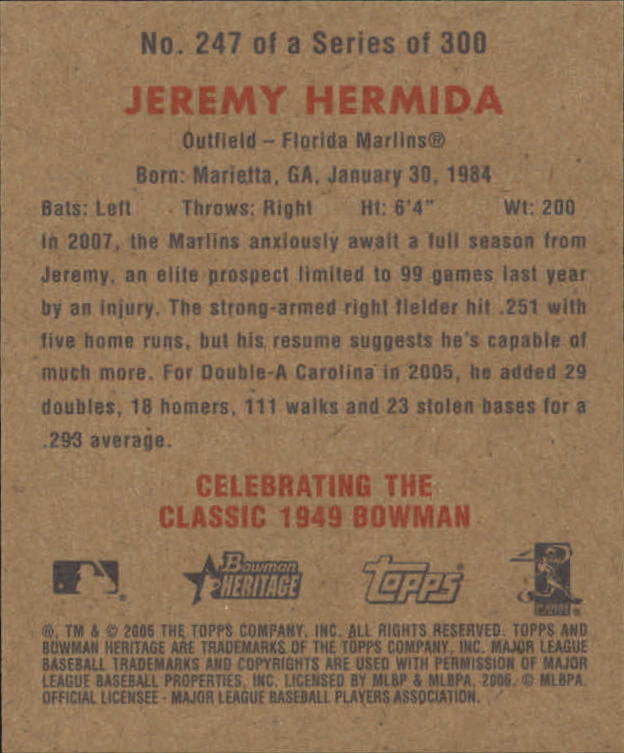 No. 247 of a Series of 300
JEREMY HERMIDA
Outfield – Florida Marlins®
Born: Marietta, GA, January 30, 1984
Bats: Left Throws: Right Ht: 6'4" Wt: 200
In 2007, the Marlins anxiously await a full season from
Jeremy, an elite prospect limited to 99 games last year
by an injury. The strong-armed right fielder hit .251 with
five home runs, but his resume suggests he's capable of
much more. For Double-A Carolina in 2005, he added 29
doubles, 18 homers, 111 walks and 23 stolen bases for a
.293 average.
CELEBRATING THE
CLASSIC 1949 BOWMAN
Bowman
HERITAGE
topps®
®, TM & © 2006 THE TOPPS COMPANY, INC. ALL RIGHTS RESERVED. TOPPS AND
BOWMAN HERITAGE ARE TRADEMARKS OF THE TOPPS COMPANY, INC. MAJOR LEAGUE
BASEBALL TRADEMARKS AND COPYRIGHTS ARE USED WITH PERMISSION OF MAJOR
LEAGUE BASEBALL PROPERTIES, INC. LICENSED BY MLBP & MLBPA, 2006. © MLBPA.
OFFICIAL LICENSEE - MAJOR LEAGUE BASEBALL PLAYERS ASSOCIATION.